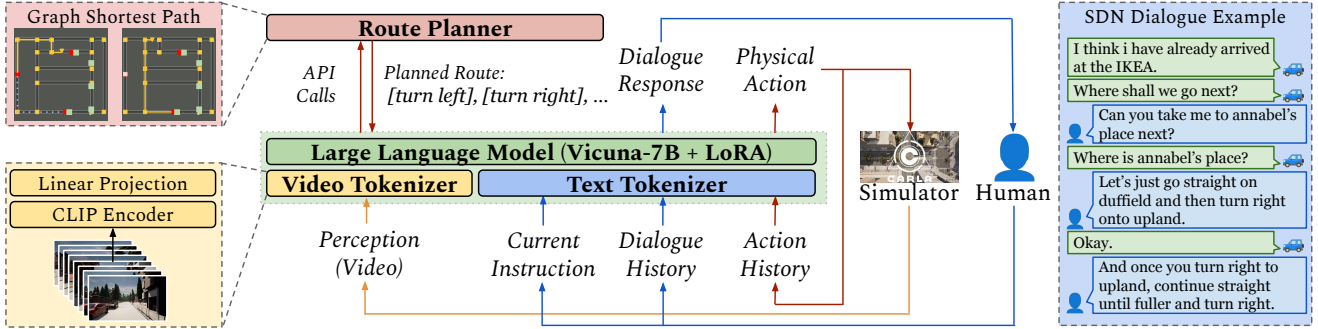 Graph Shortest Path
Route Planner
API
Calls
Planned Route:
[turn left], [turn right], ...
Dialogue
Response
Physical
Action
Large Language Model (Vicuna-7B + LoRA)
Video Tokenizer
Text Tokenizer
Linear Projection
CLIP Encoder
Perception
(Video)
Current
Instruction
Dialogue
History
Action
History
CARLA
Simulator
Human
SDN Dialogue Example
I think i have already arrived
at the IKEA.
Where shall we go next?
Can you take me to annabel's
place next?
Where is annabel's place?
Let's just go straight on
duffield and then turn right
onto upland.
Okay.
And once you turn right to
upland, continue straight
until fuller and turn right.